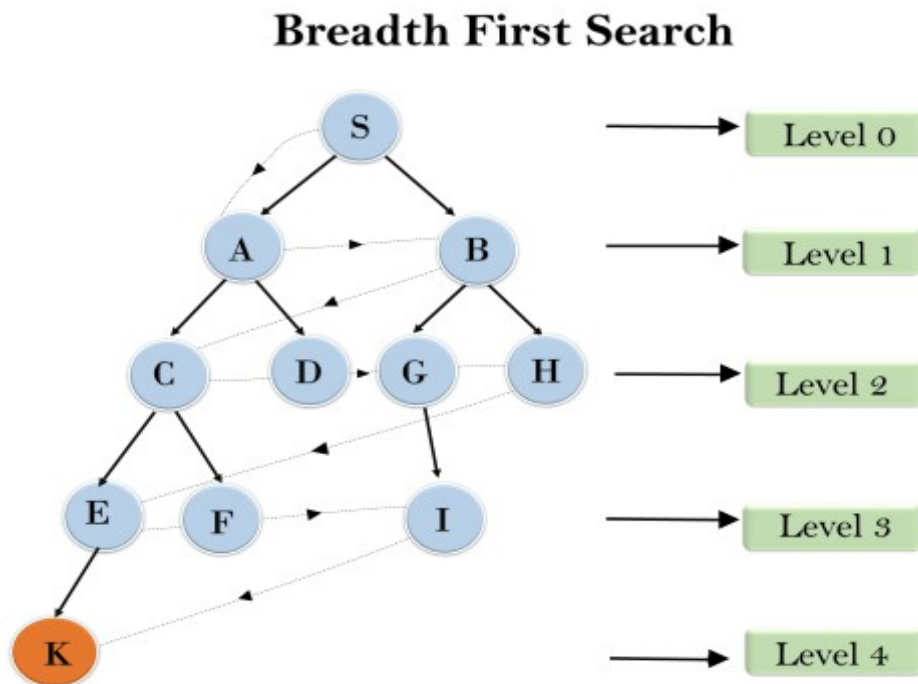 Breadth First Search
S
Level 0
A
B
Level 1
C
D
G
H
Level 2
E
F
I
Level 3
K
Level 4